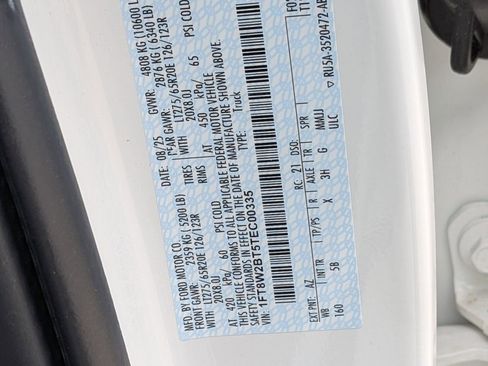 MFD. BY FORD MOTOR CO.
DATE: 08/25 GVWR: 4808 KG (10600 LB)
FRONT GAWR: 2359 KG (5200 LB) REAR GAWR: 2876 KG (6340 LB)
LT275/65R20E 126/123R WITH LT275/65R20E 126/123R
20X8.0J TIRES WITH 20X8.0J
AT 420 kPa/ 60 PSI COLD RIMS AT 450 kPa/ 65 PSI COLD
THIS VEHICLE CONFORMS TO ALL APPLICABLE FEDERAL MOTOR VEHICLE
SAFETY STANDARDS IN EFFECT ON THE DATE OF MANUFACTURE SHOWN ABOVE.
VIN: 1FT8W2BT5TEC00335 TYPE: Truck
EXT PNT: AZ RC: 21 DSO:
WB INTR TR TP/PS R AXLE TR SPR
160 5B X 3H G MMJJ
ULC
RU5A-3520472-A